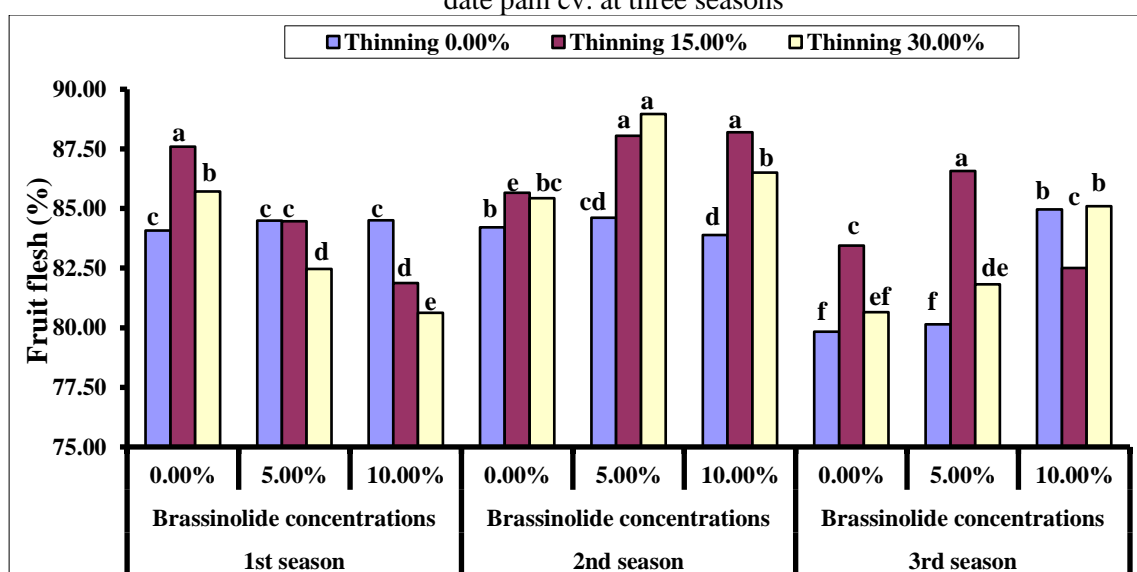 date palm cv. at three seasons
Thinning 0.00% Thinning 15.00% Thinning 30.00%
Fruit flesh (%)
90.00
87.50
85.00
82.50
80.00
77.50
75.00
c a b c c d c d e b e bc cd a a d a b f c ef f a de b c b
0.00% 5.00% 10.00% 0.00% 5.00% 10.00% 0.00% 5.00% 10.00%
Brassinolide concentrations Brassinolide concentrations Brassinolide concentrations
1st season 2nd season 3rd season